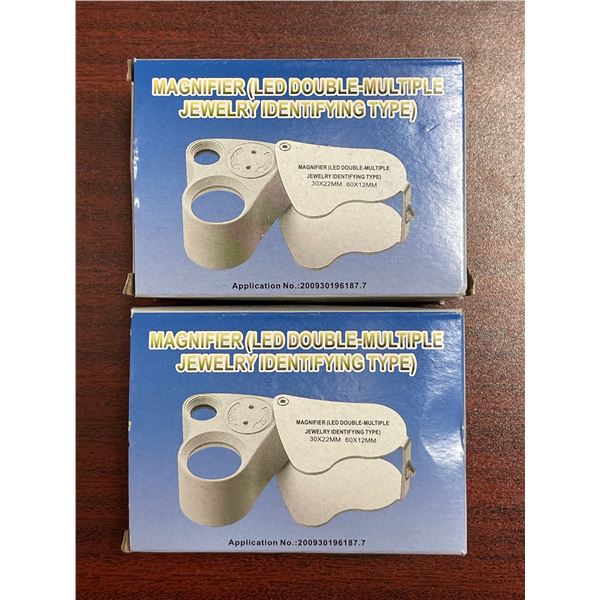 MAGNIFIER (LED DOUBLE-MULTIPLE
JEWELRY IDENTIFYING TYPE)
MAGNIFIER (LED DOUBLE-MULTIPLE
JEWELRY IDENTIFYING TYPE)
30X22MM 60X12MM
Application No.:200930196187.7
MAGNIFIER (LED DOUBLE-MULTIPLE
JEWELRY IDENTIFYING TYPE)
MAGNIFIER (LED DOUBLE-MULTIPLE
JEWELRY IDENTIFYING TYPE)
30X22MM 60X12MM
Application No.:200930196187.7